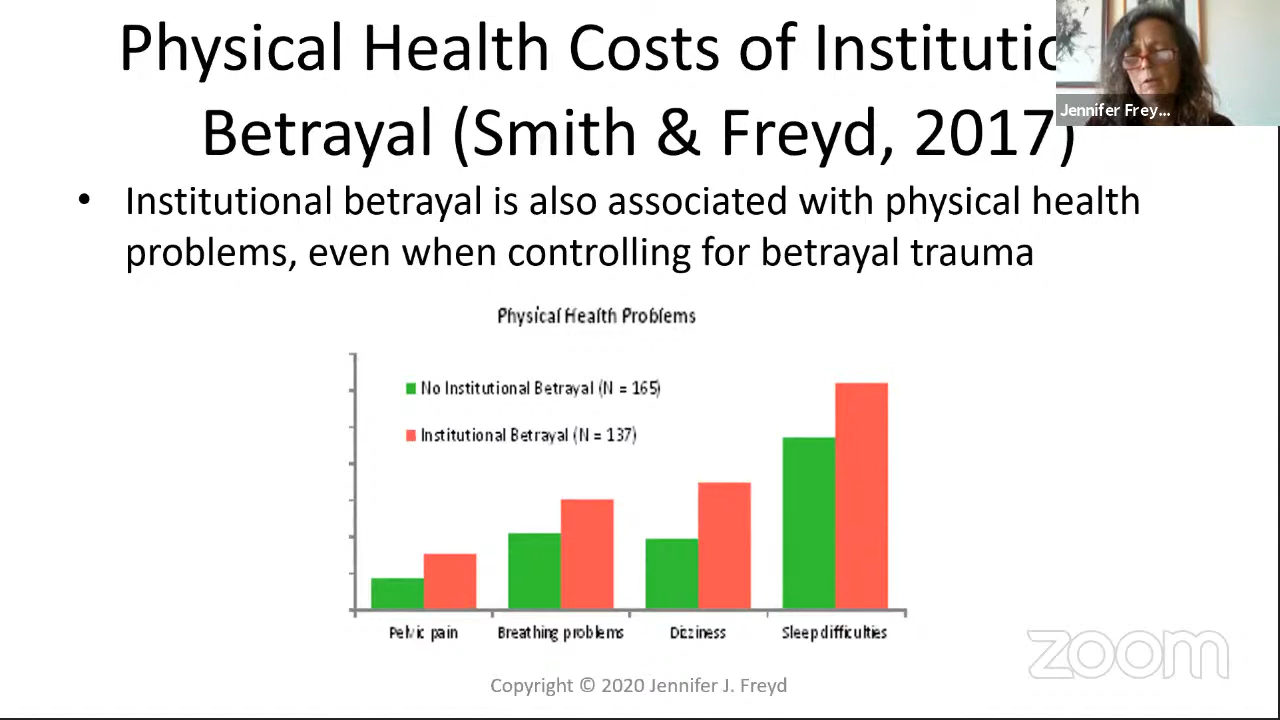 Physical Health Costs of Institutio
Betrayal (Smith & Freyd, 2017)
Jennifer Frey...
• Institutional betrayal is also associated with physical health
problems, even when controlling for betrayal trauma
Physical Health Problems
No Institutional Betrayal (N = 165)
Institutional Betrayal (N = 137)
Pelvic pain
Breathing problems
Dizziness
Sleep difficulties
zoom
Copyright © 2020 Jennifer J. Freyd